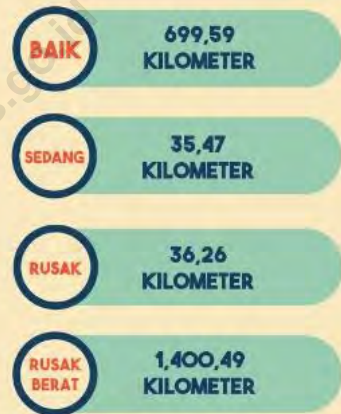 BAIK
699,59
KILOMETER
SEDANG
35,47
KILOMETER
RUSAK
36,26
KILOMETER
RUSAK
BERAT
1,400,49
KILOMETER